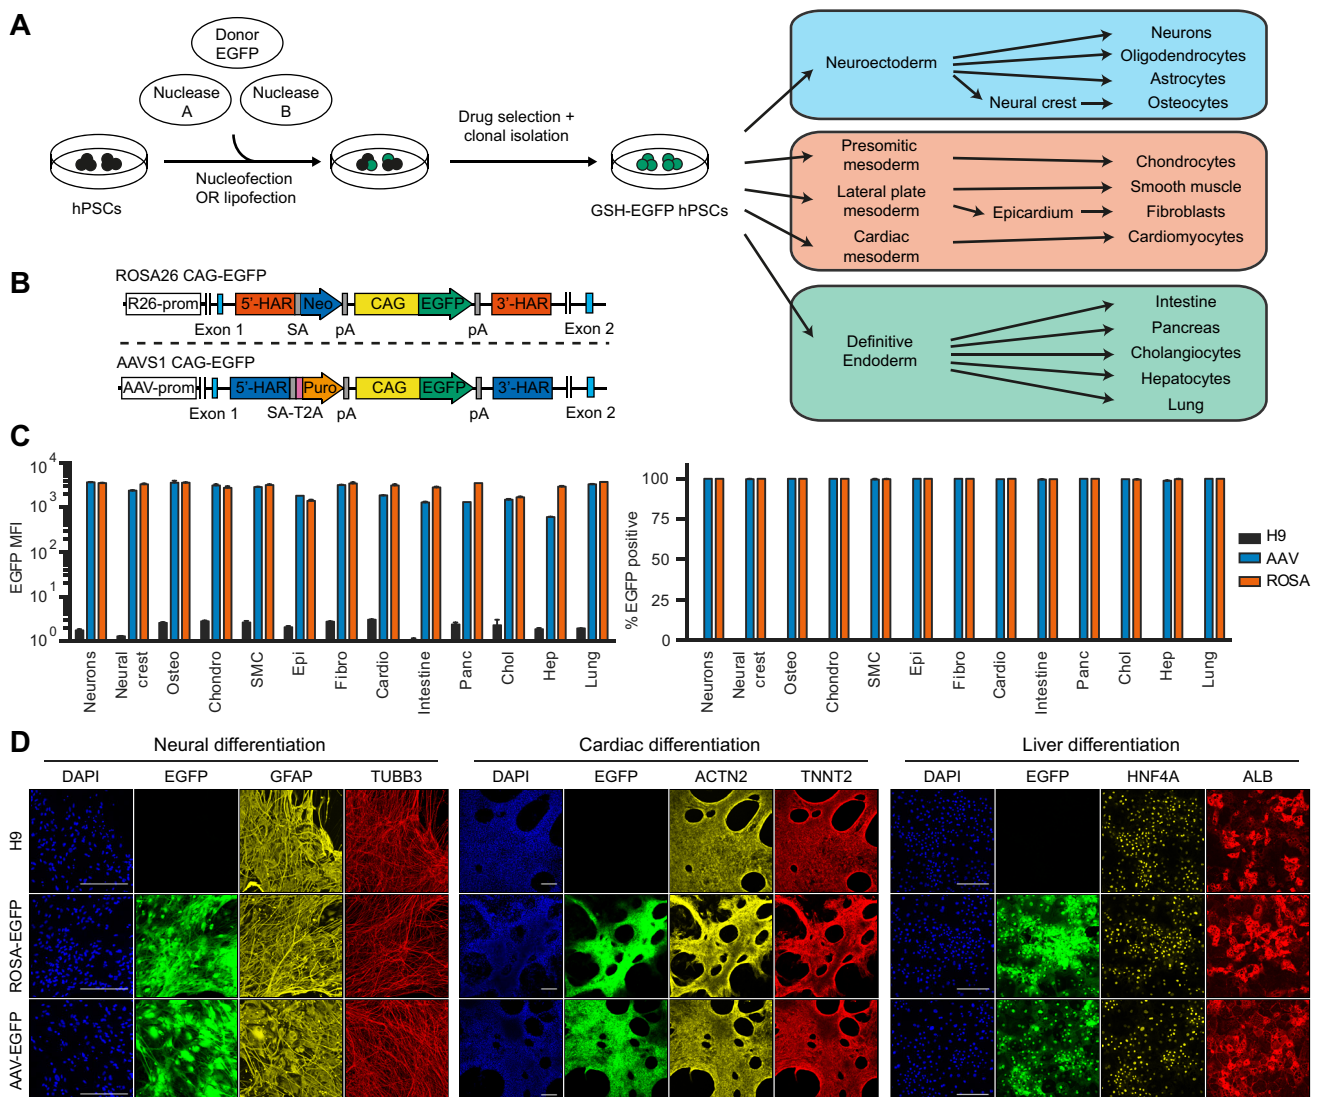 A
Donor
EGFP
Nuclease
A
Nuclease
B
hPSCs
Nucleofection
OR lipofection
Drug selection +
clonal isolation
GSH-EGFP hPSCs
Neuroectoderm
Neurons
Oligodendrocytes
Astrocytes
Neural crest
Osteocytes
Presomitic
mesoderm
Lateral plate
mesoderm
Cardiac
mesoderm
Epicardium
Chondrocytes
Smooth muscle
Fibroblasts
Cardiomyocytes
Definitive
Endoderm
Intestine
Pancreas
Cholangiocytes
Hepatocytes
Lung
B
ROSA26 CAG-EGFP
R26-prom 5'-HAR Neo CAG EGFP 3'-HAR
Exon 1 SA pA pA Exon 2
AAVS1 CAG-EGFP
AAV-prom 5'-HAR Puro CAG EGFP 3'-HAR
Exon 1 SA-T2A pA pA Exon 2
C
EGFP MFI
10^4
10^3
10^2
10^1
10^0
Neurons
Neural
crest
Osteo
Chondro
SMC
Epi
Fibro
Cardio
Intestine
Panc
Chol
Hep
Lung
% EGFP positive
100
75
50
25
0
Neurons
Neural
crest
Osteo
Chondro
SMC
Epi
Fibro
Cardio
Intestine
Panc
Chol
Hep
Lung
H9
AAV
ROSA
D
Neural differentiation
Cardiac differentiation
Liver differentiation
DAPI EGFP GFAP TUBB3
DAPI EGFP ACTN2 TNNT2
DAPI EGFP HNF4A ALB
H9
ROSA-EGFP
AAV-EGFP